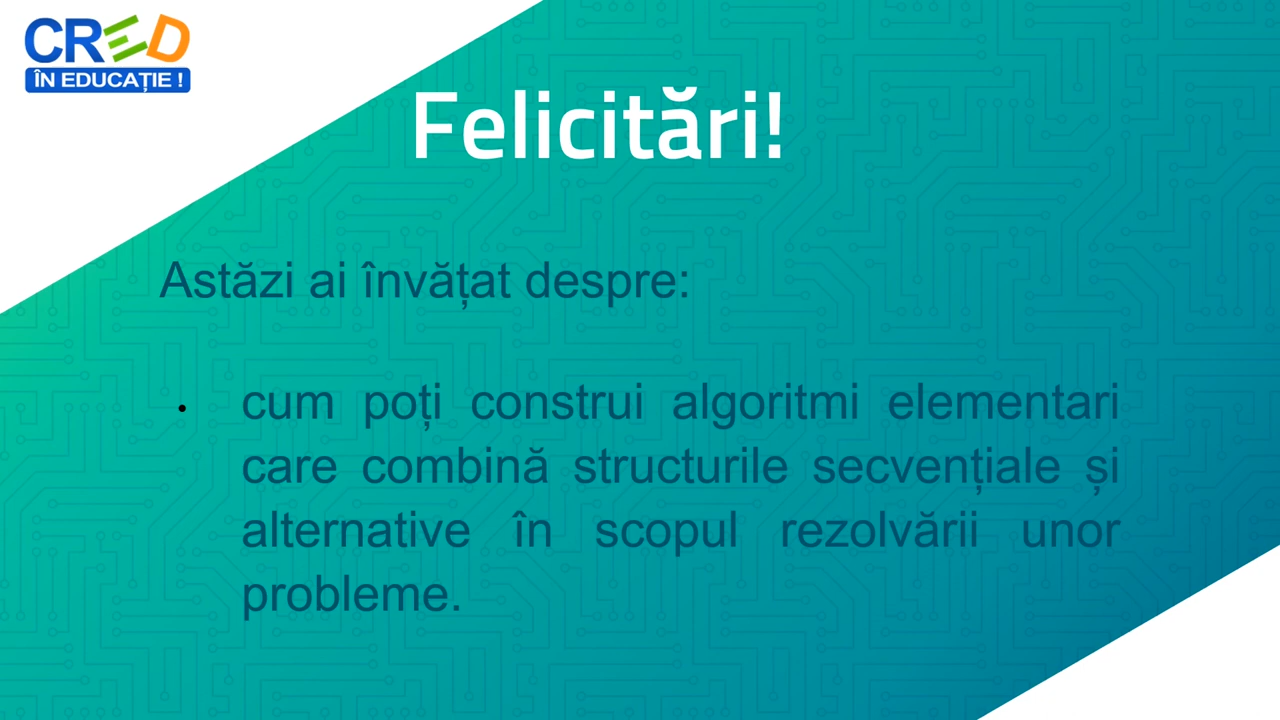 CRED
ÎN EDUCAȚIE !
Felicitări!
Astăzi ai învățat despre:
• cum poți construi algoritmi elementari
care combină structurile secvențiale și
alternative în scopul rezolvării unor
probleme.